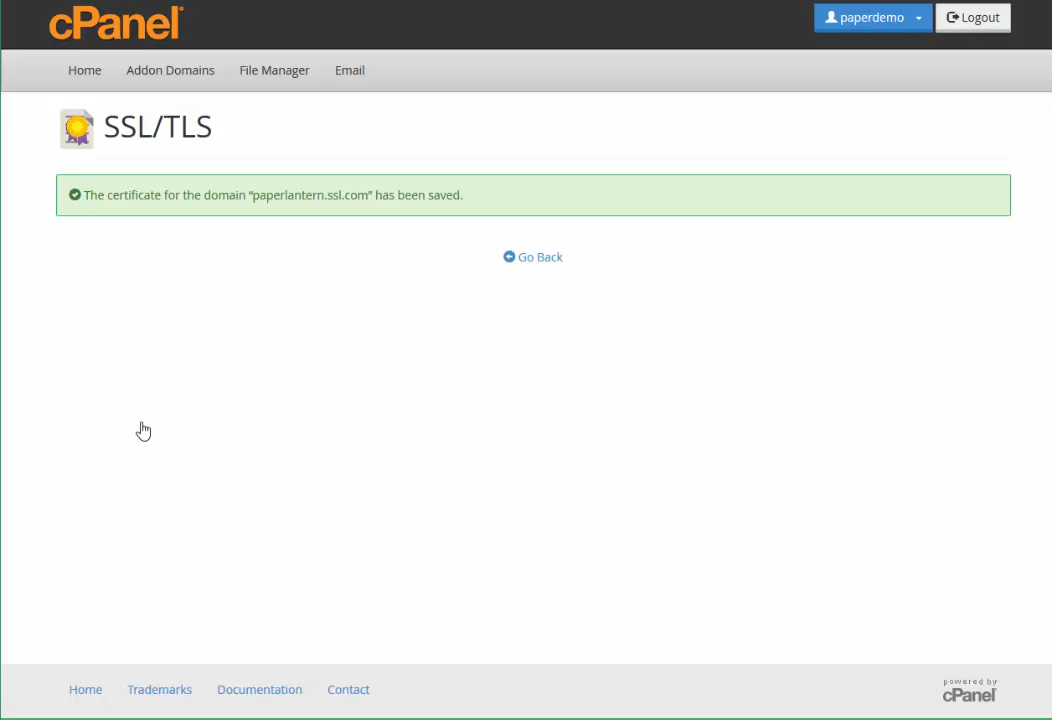 cPanel
paperdemo
Logout
Home Addon Domains File Manager Email
SSL/TLS
The certificate for the domain “paperlantern.ssl.com” has been saved.
Go Back
Home Trademarks Documentation Contact
powered by
cPanel